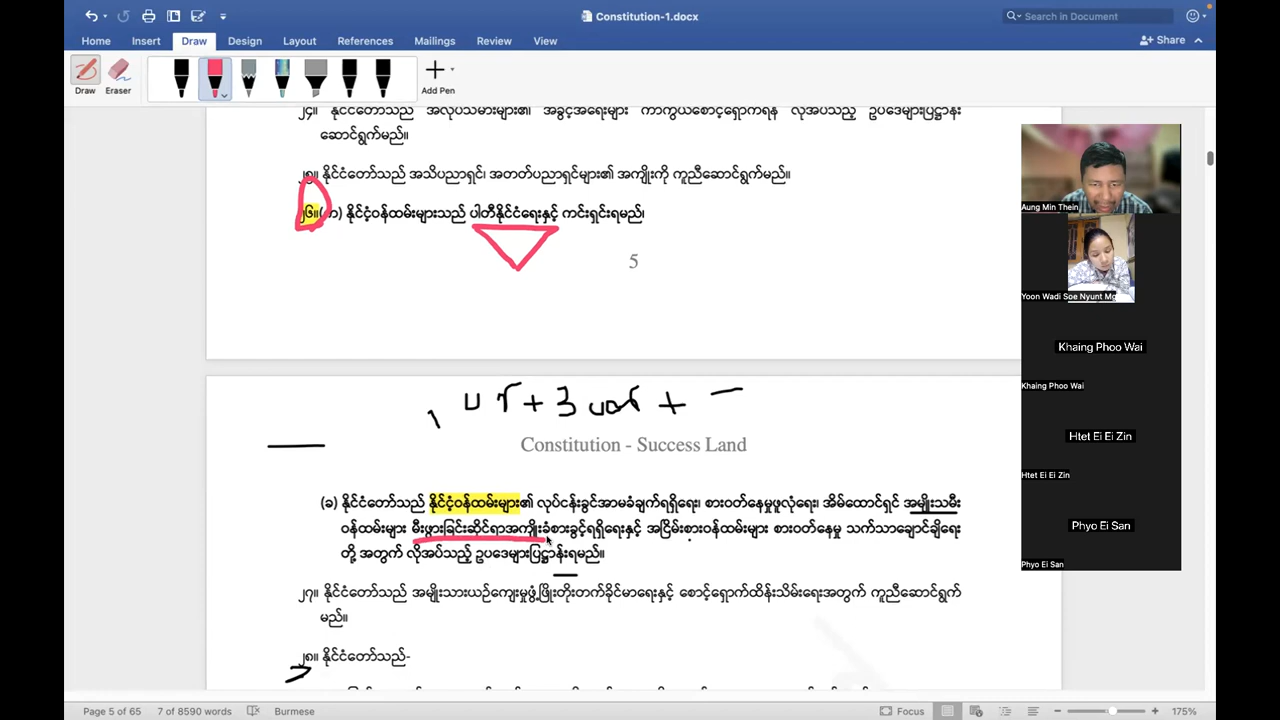 Constitution-1.docx
Search in Document
Home Insert Draw Design Layout References Mailings Review View
Share
Draw Eraser Add Pen
၂၄။ နိုင်ငံတော်သည် အလုပ်သမားများ၏ အခွင့်အရေးများ ကာကွယ်စောင့်ရှောက်ရန် လိုအပ်သည့် ဥပဒေများပြဋ္ဌာန်း
ဆောင်ရွက်မည်။
၂၅။ နိုင်ငံတော်သည် အသိပညာရှင်၊ အတတ်ပညာရှင်များ၏ အကျိုးကို ကူညီဆောင်ရွက်မည်။
၂၆။ (က) နိုင်ငံ့ဝန်ထမ်းများသည် ပါတီနိုင်ငံရေးနှင့် ကင်းရှင်းရမည်၊
5
Constitution - Success Land
(ခ) နိုင်ငံတော်သည် နိုင်ငံ့ဝန်ထမ်းများ၏ လုပ်ငန်းခွင်အာမခံချက်ရရှိရေး၊ စားဝတ်နေမှုဖူလုံရေး၊ အိမ်ထောင်ရှင် အမျိုးသမီး
ဝန်ထမ်းများ မီးဖွားခြင်းဆိုင်ရာအကျိုးခံစားခွင့်ရရှိရေးနှင့် အငြိမ်းစားဝန်ထမ်းများ စားဝတ်နေမှု သက်သာချောင်ချိရေး
တို့ အတွက် လိုအပ်သည့် ဥပဒေများပြဋ္ဌာန်းရမည်။
၂၇။ နိုင်ငံတော်သည် အမျိုးသားယဉ်ကျေးမှုဖွံ့ဖြိုးတိုးတက်ခိုင်မာရေးနှင့် စောင့်ရှောက်ထိန်းသိမ်းရေးအတွက် ကူညီဆောင်ရွက်
မည်။
၂၈။ နိုင်ငံတော်သည်-
Aung Min Thein
Yoon Wadi Soe Nyunt Mg
Khaing Phoo Wai
Khaing Phoo Wai
Htet Ei Ei Zin
Htet Ei Ei Zin
Phyo Ei San
Phyo Ei San
Page 5 of 65 7 of 8590 words Burmese Focus 175%